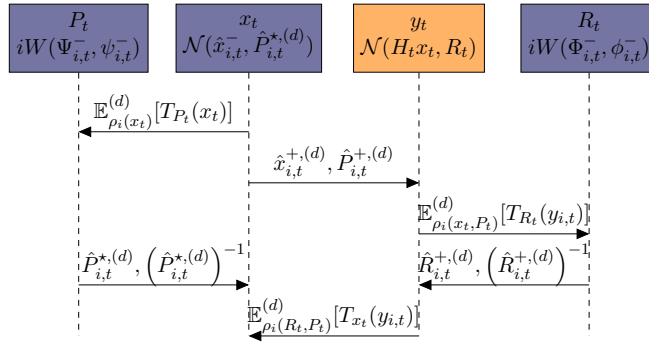 P_t
iW(Ψ^-_{i,t}, ψ^-_{i,t})
x_t
𝒩(x̂^-_{i,t}, P̂^{⋆,(d)}_{i,t})
y_t
𝒩(H_t x_t, R_t)
R_t
iW(Φ^-_{i,t}, ϕ^-_{i,t})
𝔼^{(d)}_{ρ_i(x_t)}[T_{P_t}(x_t)]
x̂^{+,(d)}_{i,t}, P̂^{+,(d)}_{i,t}
𝔼^{(d)}_{ρ_i(x_t,P_t)}[T_{R_t}(y_{i,t})]
P̂^{⋆,(d)}_{i,t}, (P̂^{⋆,(d)}_{i,t})^{-1}
R̂^{+,(d)}_{i,t}, (R̂^{+,(d)}_{i,t})^{-1}
𝔼^{(d)}_{ρ_i(R_t,P_t)}[T_{x_t}(y_{i,t})]